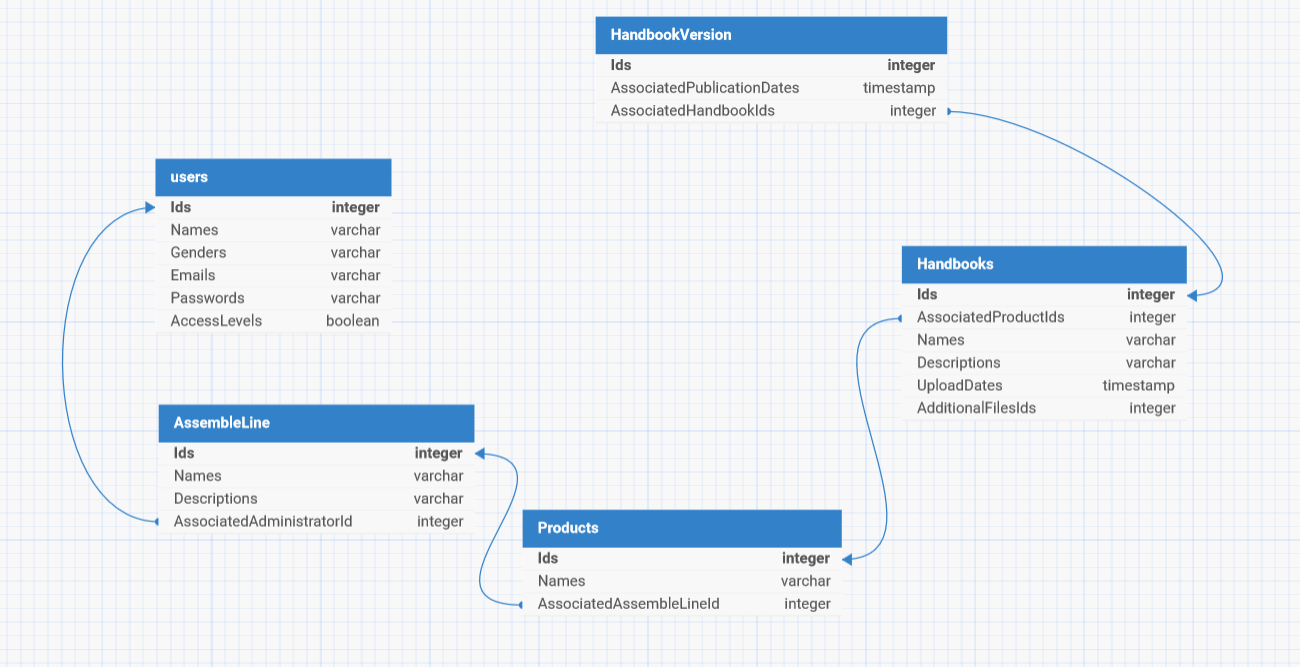 HandbookVersion
Ids integer
AssociatedPublicationDates timestamp
AssociatedHandbookIds integer
users
Ids integer
Names varchar
Genders varchar
Emails varchar
Passwords varchar
AccessLevels boolean
Handbooks
Ids integer
AssociatedProductIds integer
Names varchar
Descriptions varchar
UploadDates timestamp
AdditionalFilesIds integer
AssembleLine
Ids integer
Names varchar
Descriptions varchar
AssociatedAdministratorId integer
Products
Ids integer
Names varchar
AssociatedAssembleLineId integer